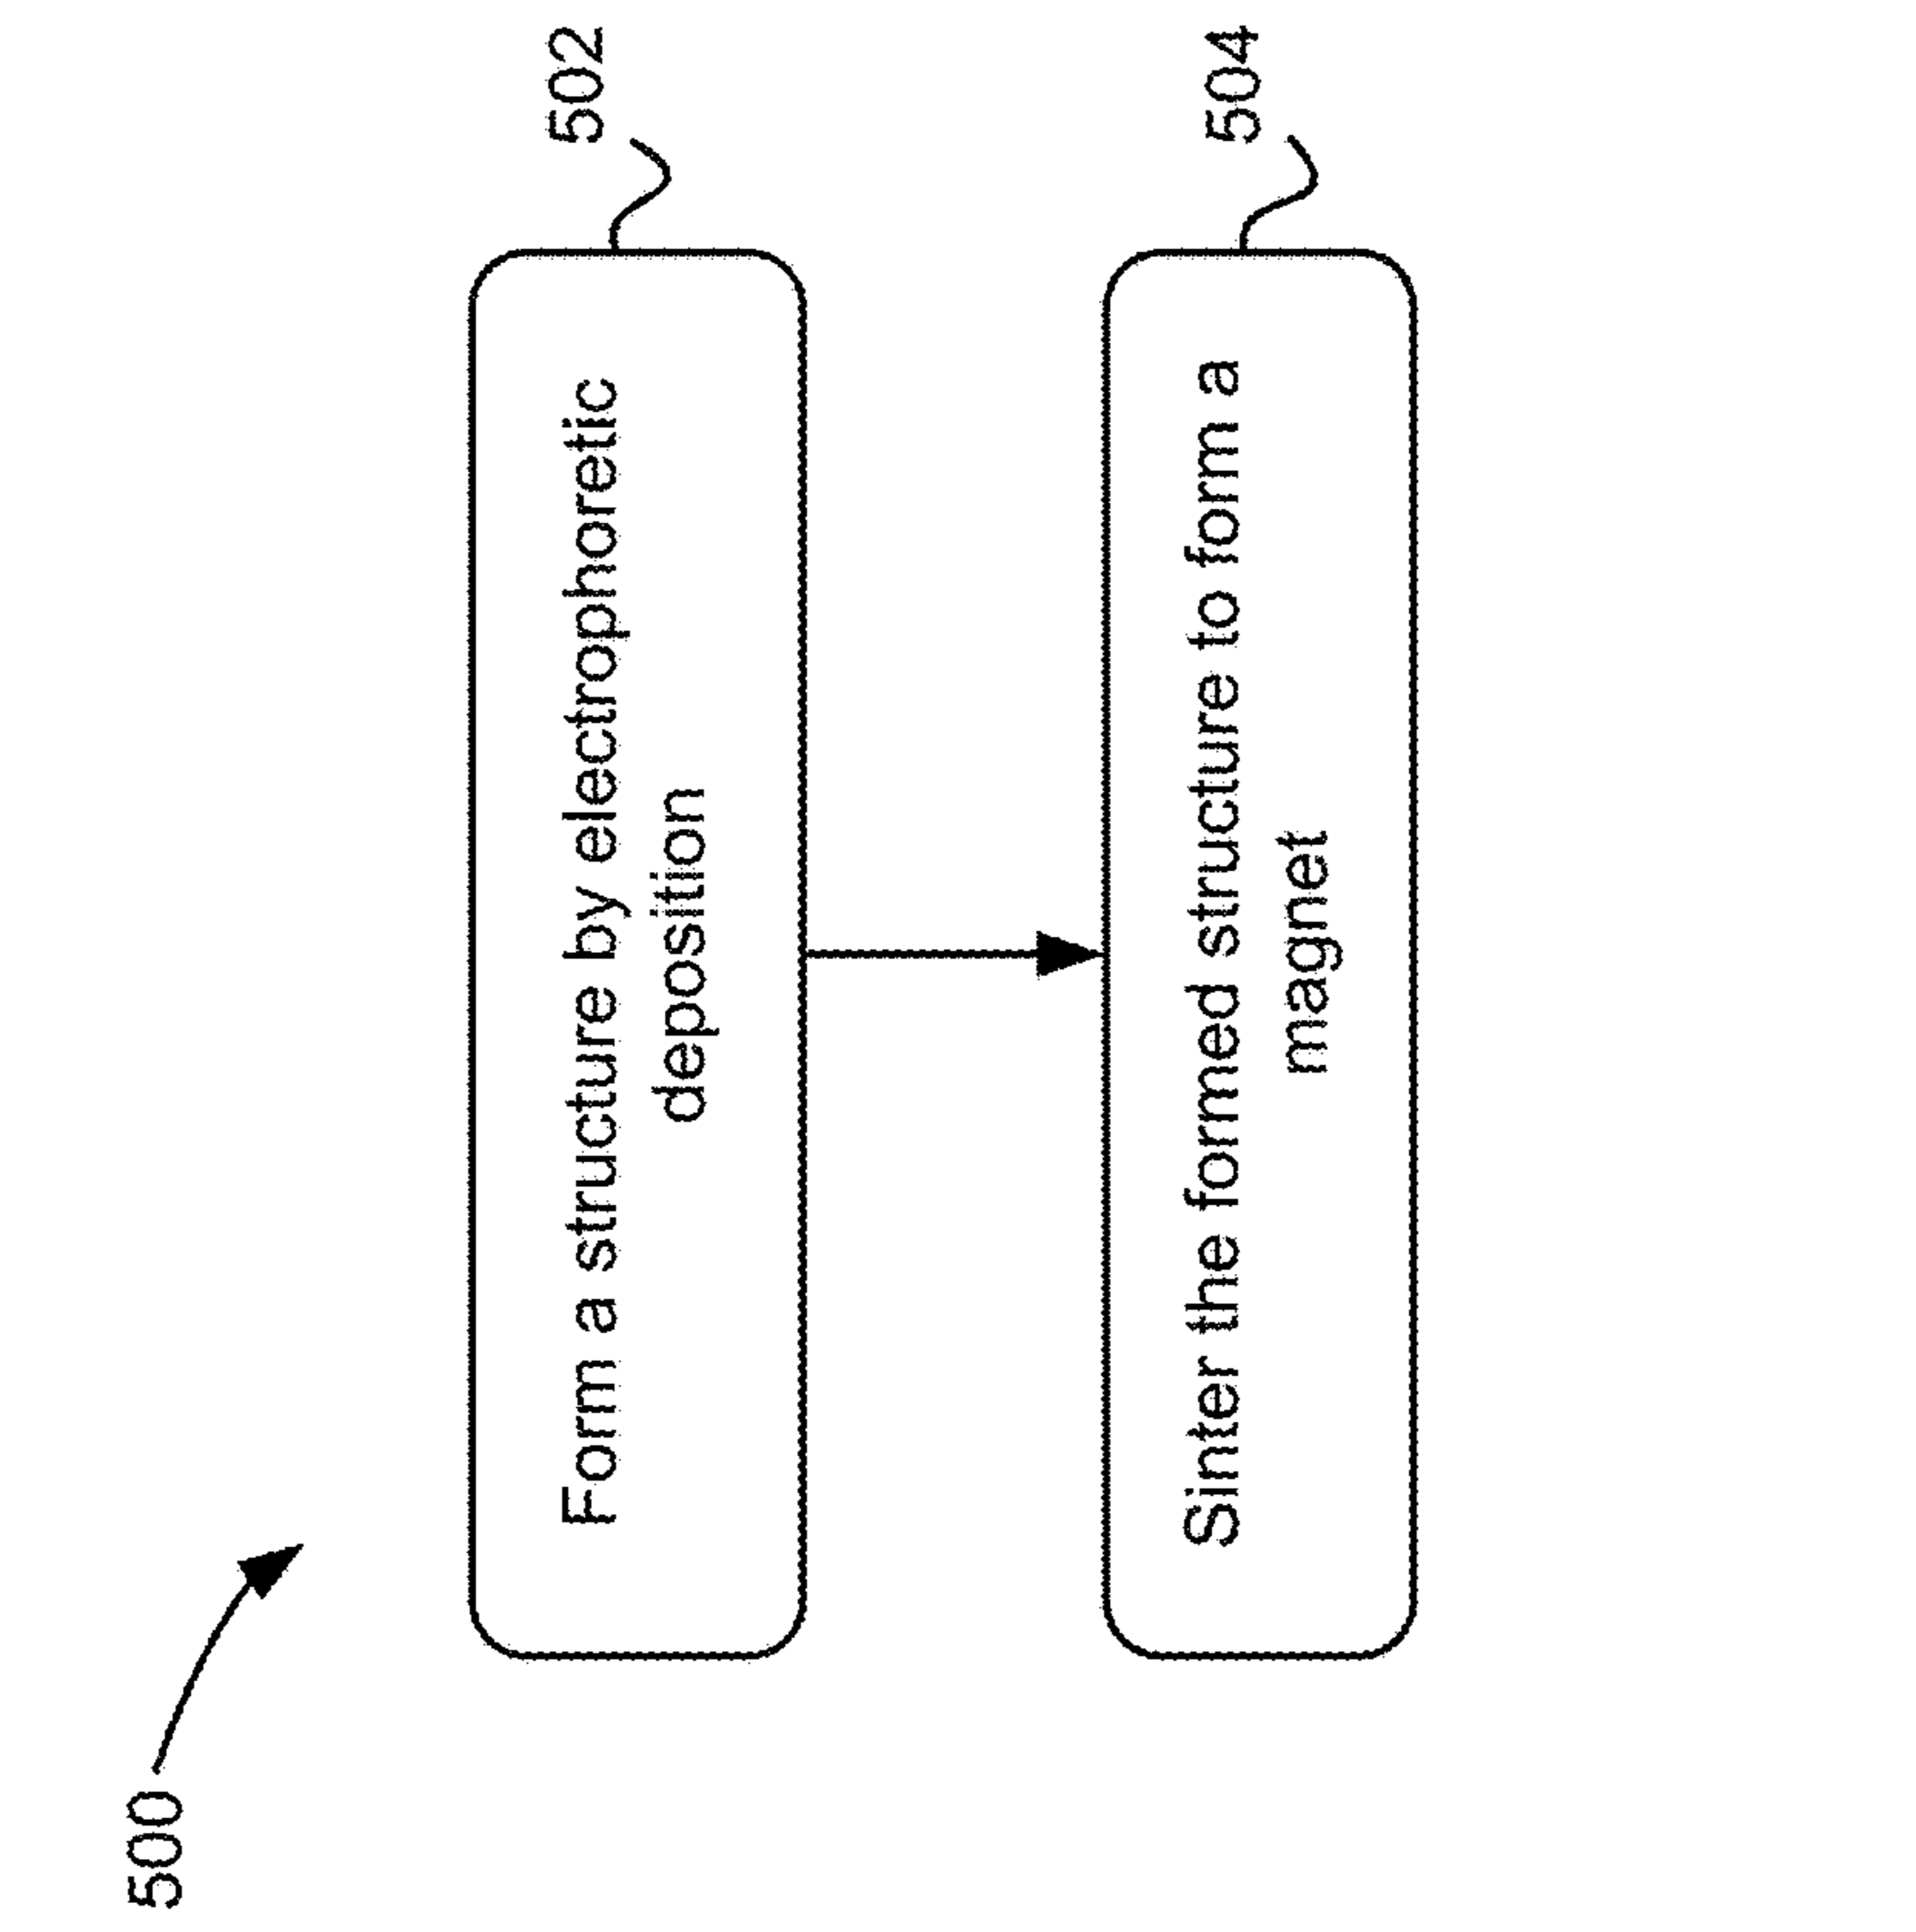 500
Form a structure by electrophoretic
deposition
502
Sinter the formed structure to form a
magnet
504